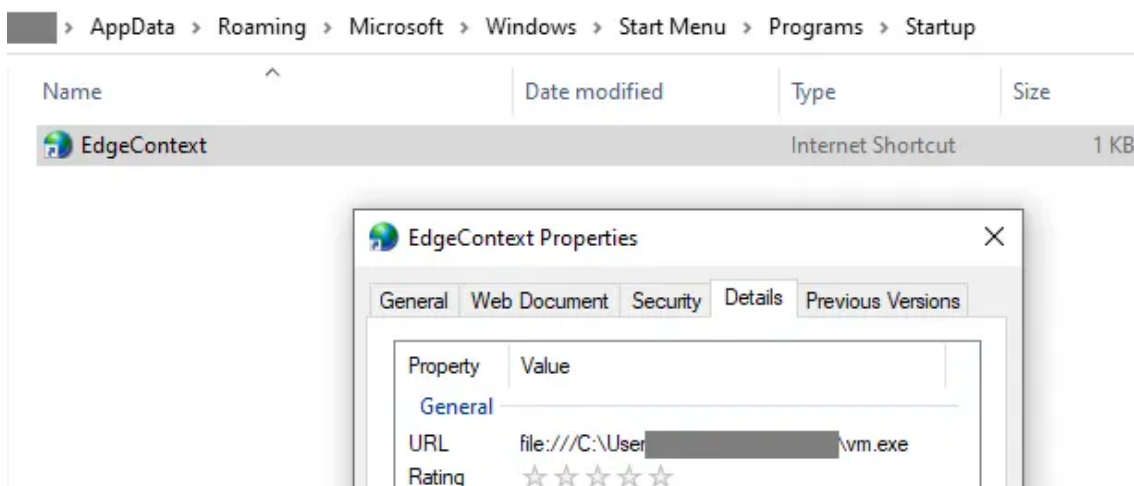 > AppData > Roaming > Microsoft > Windows > Start Menu > Programs > Startup
Name Date modified Type Size
EdgeContext Internet Shortcut 1 KB
EdgeContext Properties
General Web Document Security Details Previous Versions
Property Value
General
URL file:///C:\User \vm.exe
Rating